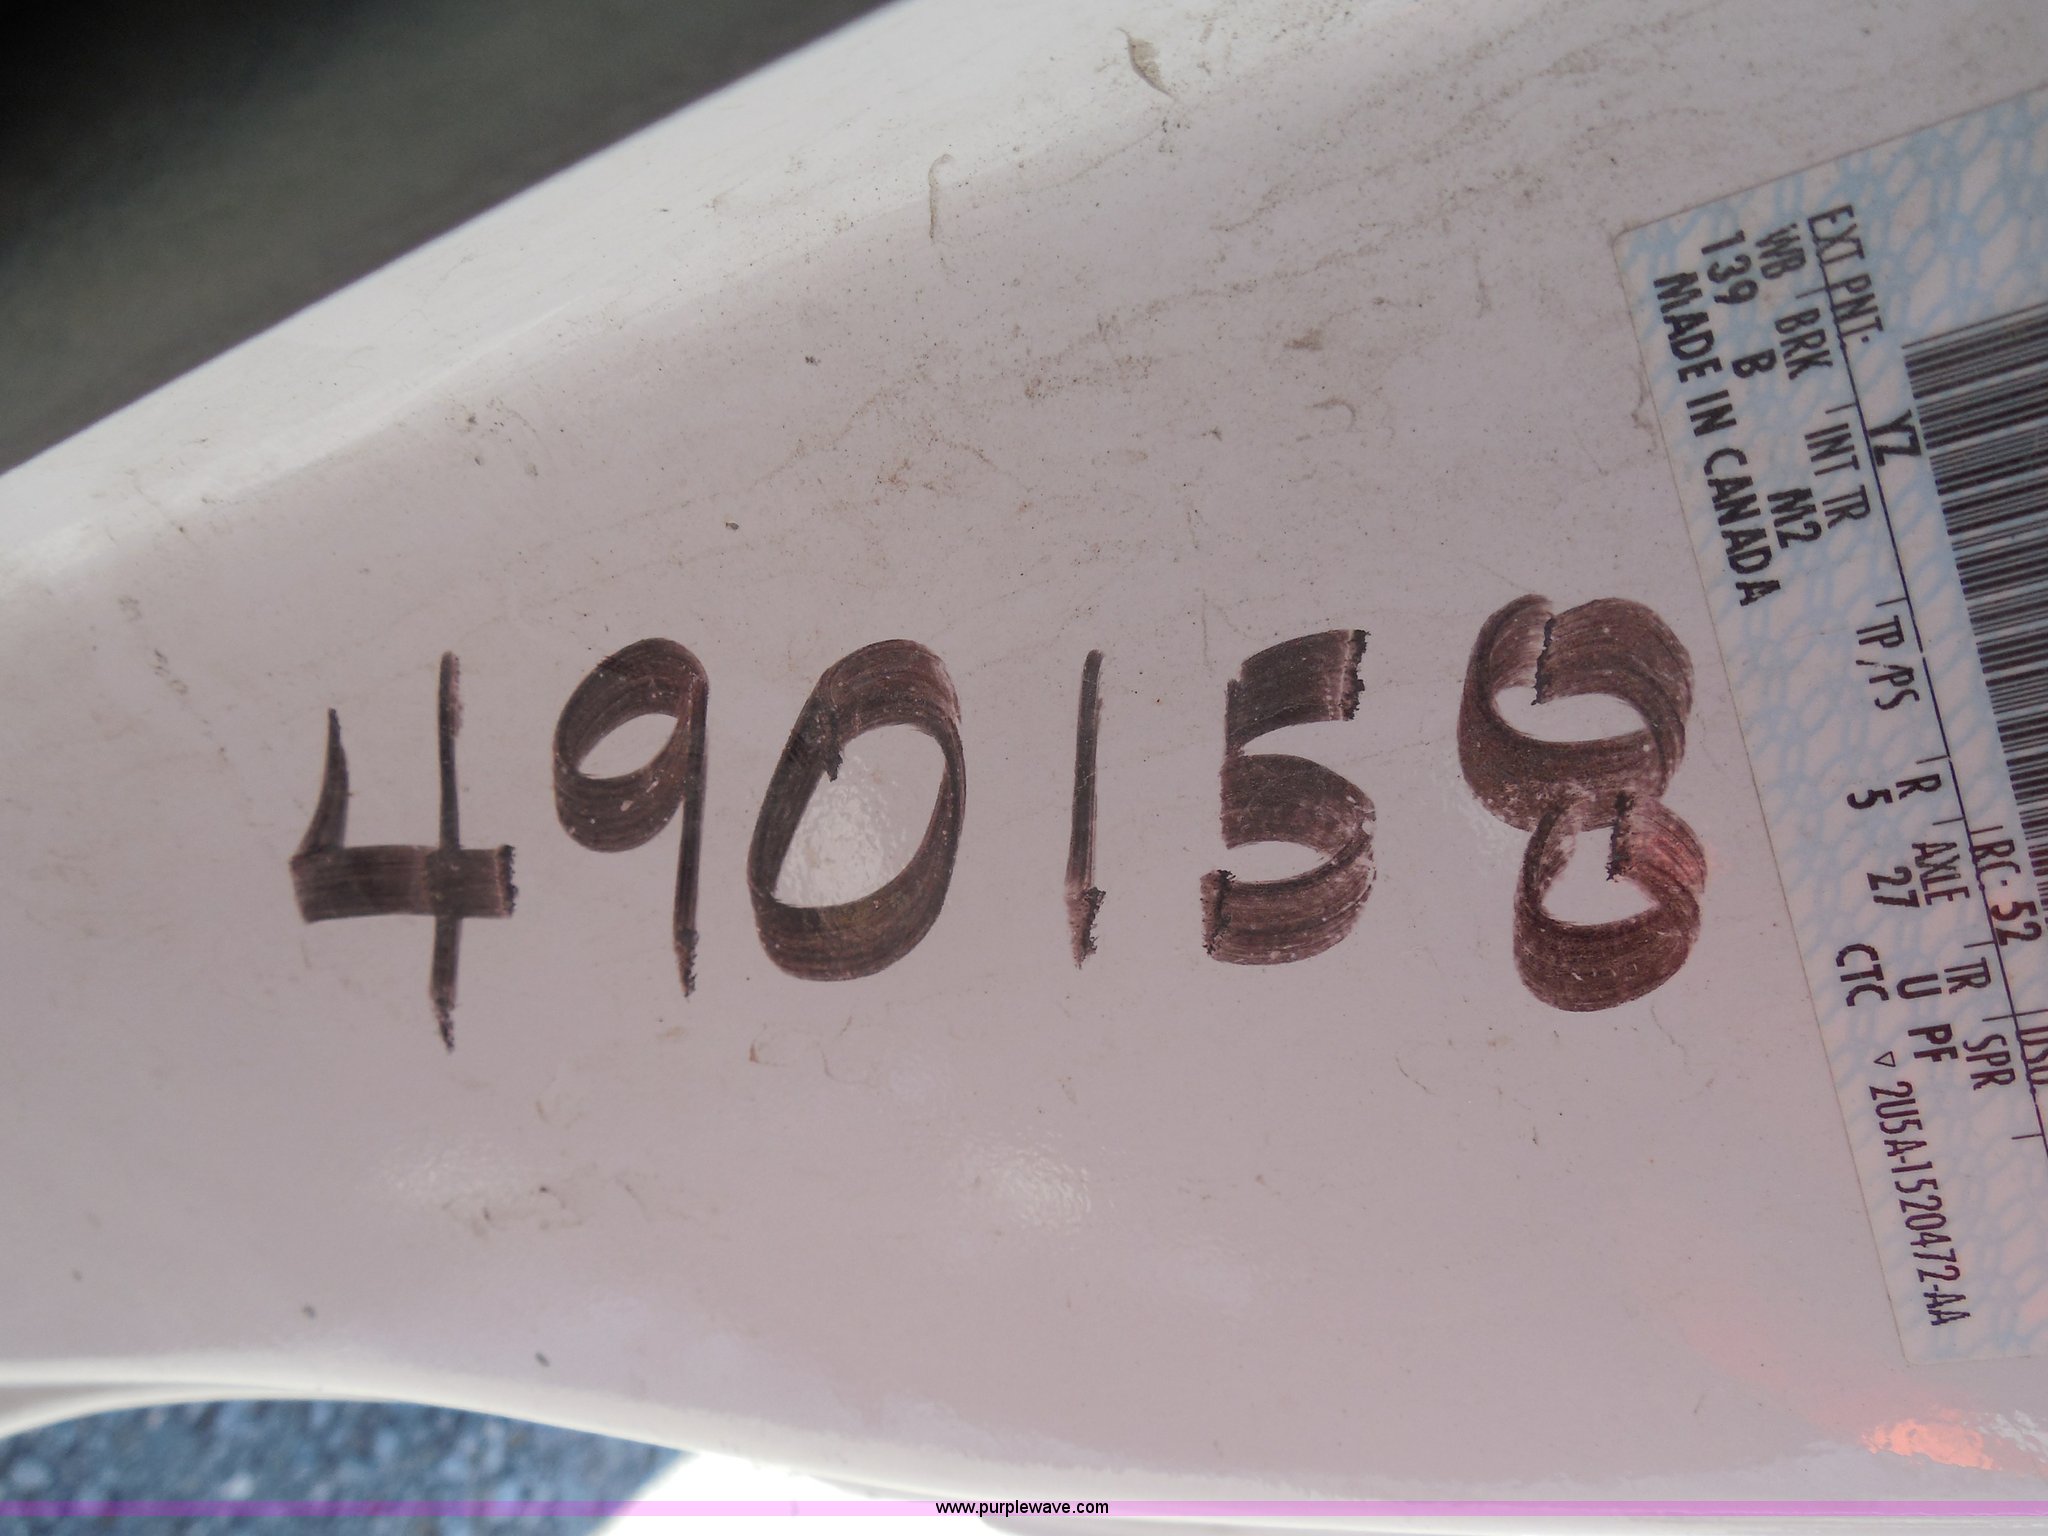 490158
EXT PNT: YZ RC: 52
WB BRK INT TR TP/PS R AXLE TR SPR
139 B M2 5 27 U PF
MADE IN CANADA CTC ▽ 2U5A-1520472-AA
www.purplewave.com